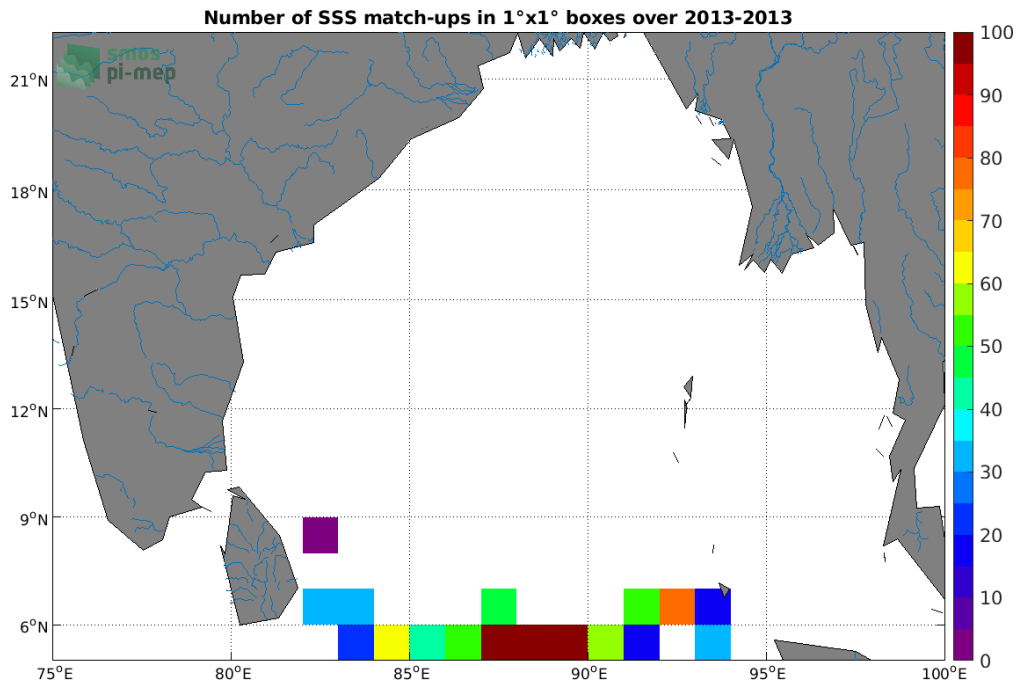 Number of SSS match-ups in 1°x1° boxes over 2013-2013
smos
pi-mep
21°N
18°N
15°N
12°N
9°N
6°N
75°E
80°E
85°E
90°E
95°E
100°E
100
90
80
70
60
50
40
30
20
10
0